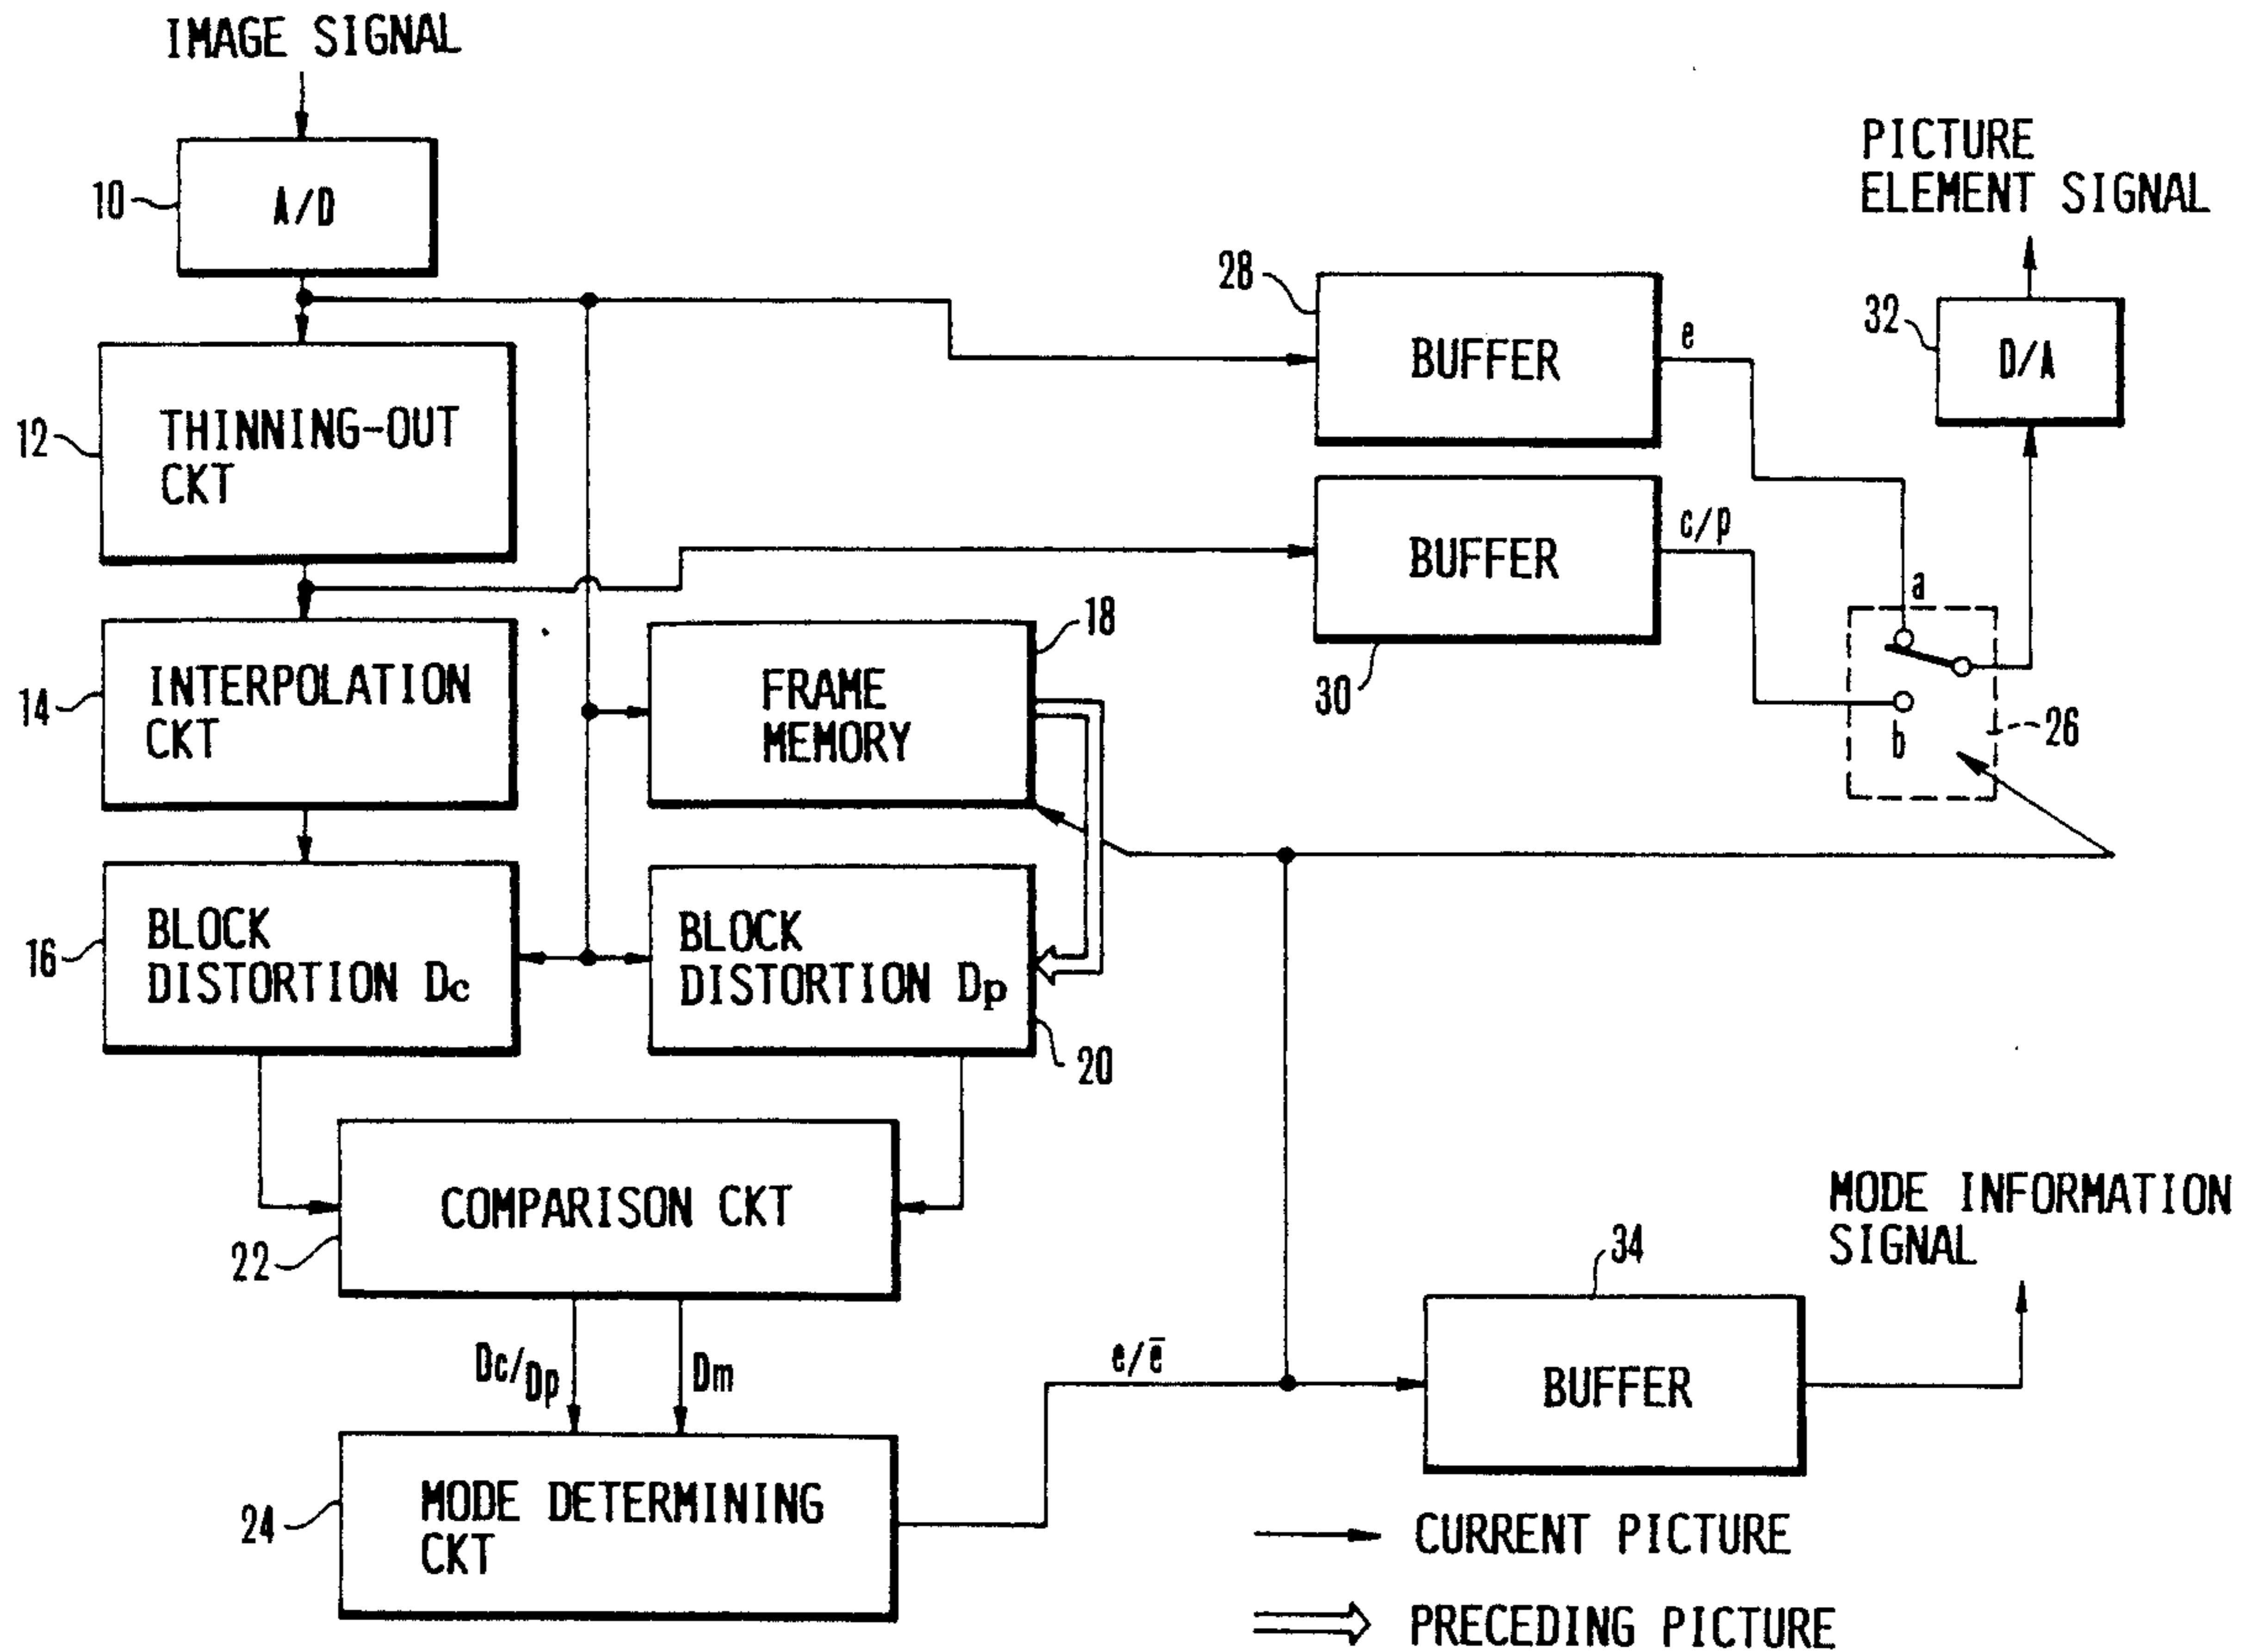 IMAGE SIGNAL
10
A/D
12
THINNING-OUT
CKT
14
INTERPOLATION
CKT
16
BLOCK
DISTORTION Dc
18
FRAME
MEMORY
BLOCK
DISTORTION Dp
20
COMPARISON CKT
22
Dc/Dp
Dm
24
MODE DETERMINING
CKT
28
BUFFER
e
BUFFER
30
c/p
PICTURE
ELEMENT SIGNAL
32
D/A
a
b
26
e/ē
34
BUFFER
MODE INFORMATION
SIGNAL
CURRENT PICTURE
PRECEDING PICTURE